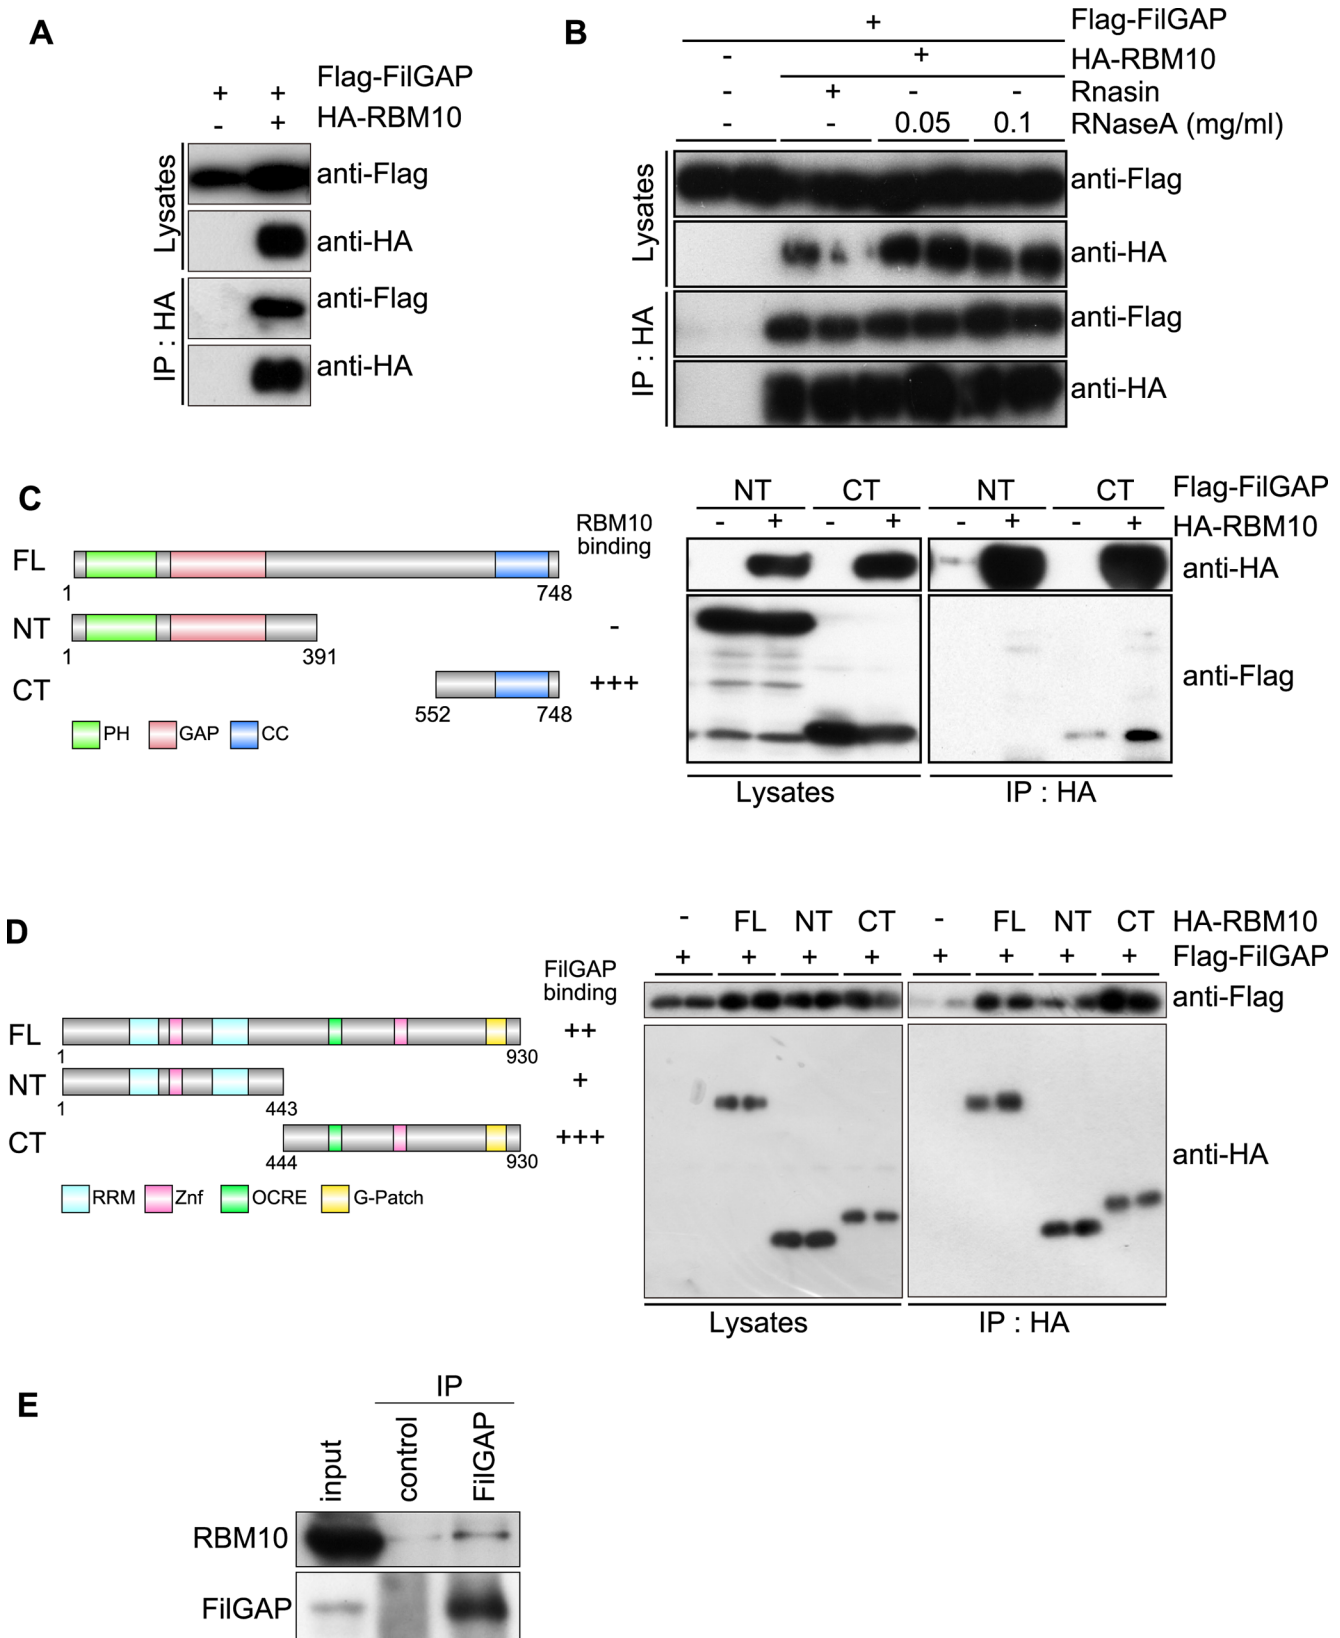 A
Flag-FilGAP
+ +
HA-RBM10
- +
Lysates
anti-Flag
anti-HA
IP : HA
anti-Flag
anti-HA
B
+ Flag-FilGAP
- + HA-RBM10
- + - - Rnasin
- - 0.05 0.1 RNaseA (mg/ml)
Lysates
anti-Flag
anti-HA
IP : HA
anti-Flag
anti-HA
C
RBM10
binding
FL
1 748
NT -
1 391
CT +++
552 748
PH GAP CC
NT CT NT CT Flag-FilGAP
- + - + - + - + HA-RBM10
anti-HA
anti-Flag
Lysates IP : HA
D
FilGAP
binding
FL ++
1 930
NT +
1 443
CT +++
444 930
RRM Znf OCRE G-Patch
- FL NT CT - FL NT CT HA-RBM10
+ + + + + + + + Flag-FilGAP
anti-Flag
anti-HA
Lysates IP : HA
E
IP
input control FilGAP
RBM10
FilGAP